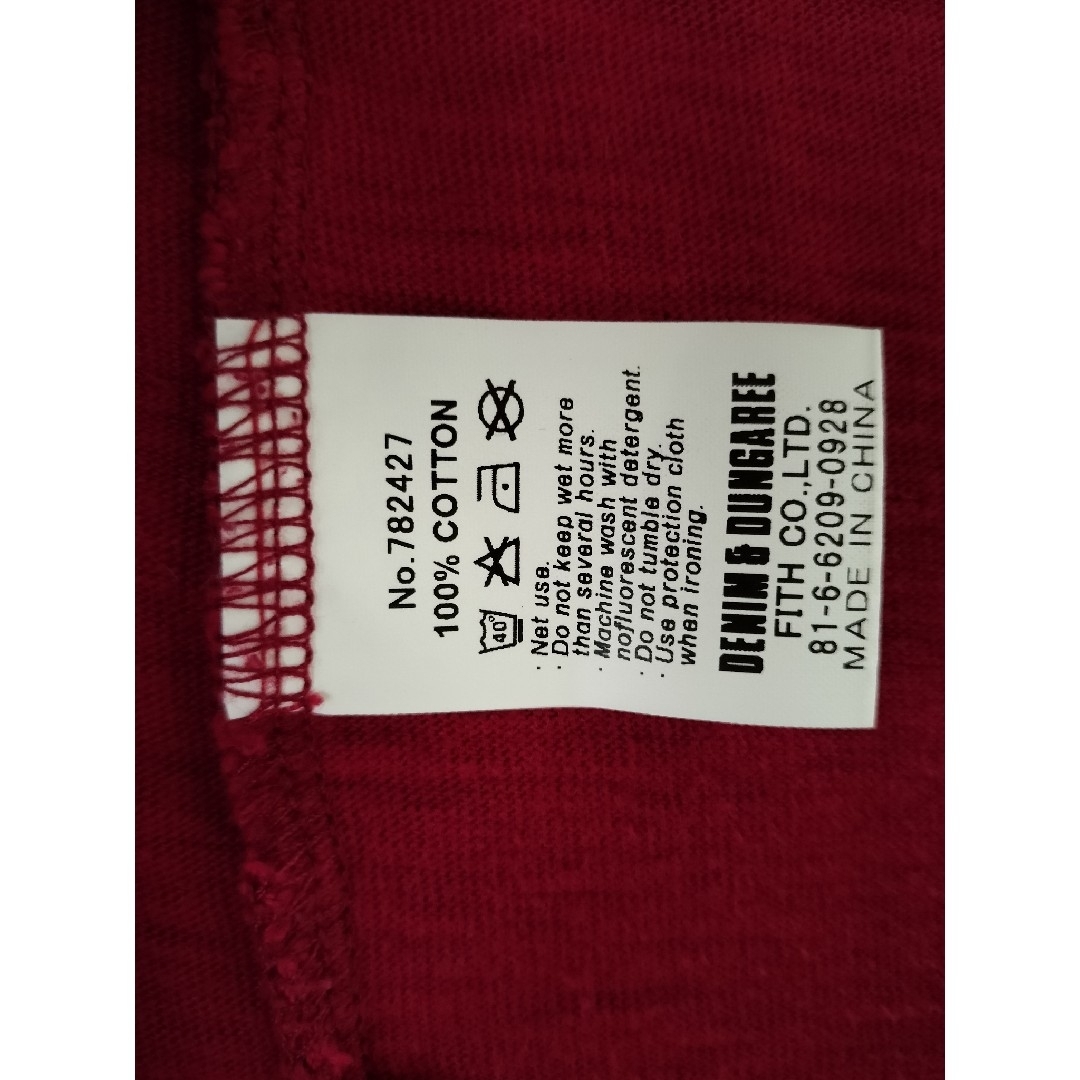 No.782427
100% COTTON
40°
· Net use.
· Do not keep wet more
than several hours.
· Machine wash with
nofluorescent detergent.
· Do not tumble dry.
· Use protection cloth
when ironing.
DENIM & DUNGAREE
FITH CO.,LTD.
81-6-6209-0928
MADE IN CHINA